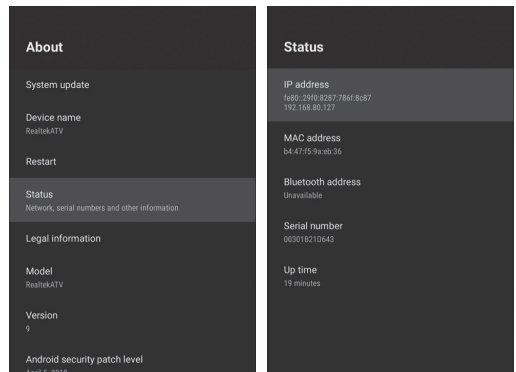 About
System update
Device name
RealtekATV
Restart
Status
Network, serial numbers and other information
Legal information
Model
RealtekATV
Version
9
Android security patch level
Status
IP address
fe80::29f0:8287:786f:8c87
192.168.80.127
MAC address
b4:47:f5:9a:eb:36
Bluetooth address
Unavailable
Serial number
00301B21D643
Up time
19 minutes